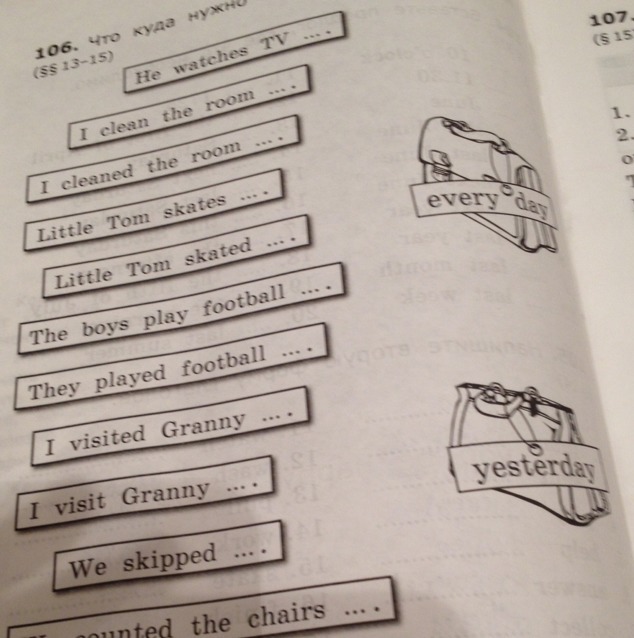 106. Что куда нужно
(§§ 13–15)
He watches TV ... .
I clean the room ... .
I cleaned the room ... .
Little Tom skates ... .
Little Tom skated ... .
The boys play football ... .
They played football ... .
I visited Granny ... .
I visit Granny ... .
We skipped ... .
counted the chairs ... .
every day
yesterday
107.
(§ 15
1.
2.